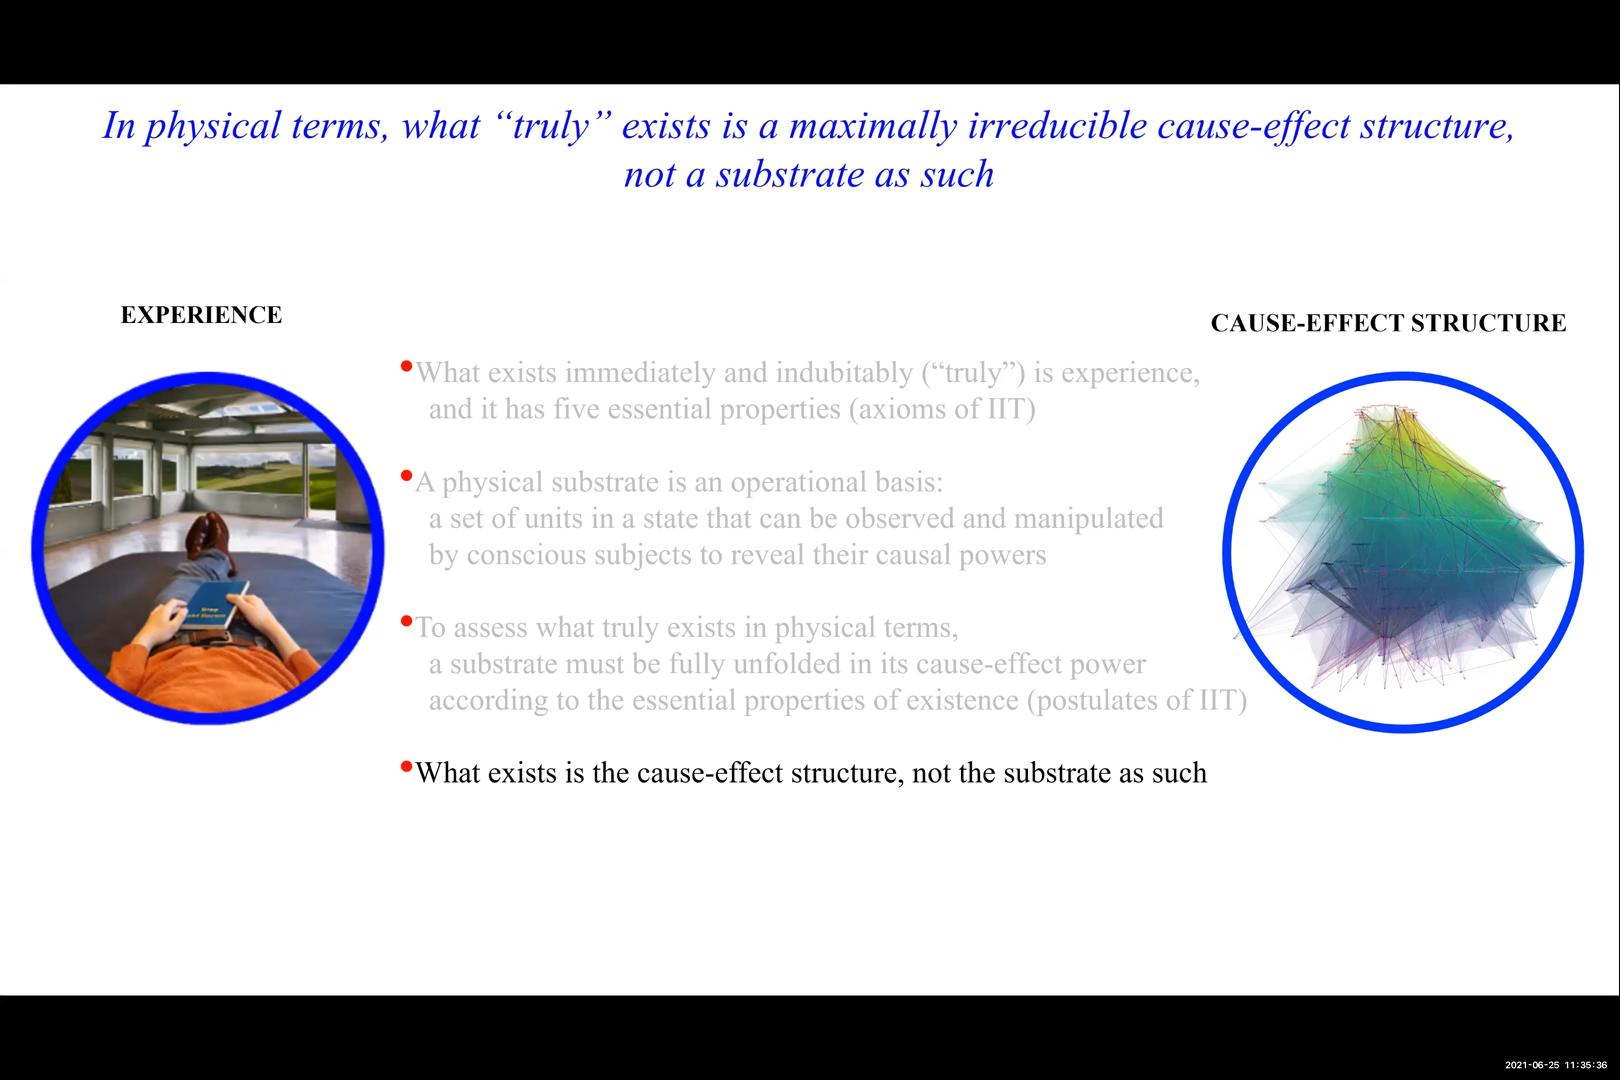 In physical terms, what “truly” exists is a maximally irreducible cause-effect structure,
not a substrate as such
EXPERIENCE
CAUSE-EFFECT STRUCTURE
•What exists immediately and indubitably (“truly”) is experience,
and it has five essential properties (axioms of IIT)
•A physical substrate is an operational basis:
a set of units in a state that can be observed and manipulated
by conscious subjects to reveal their causal powers
•To assess what truly exists in physical terms,
a substrate must be fully unfolded in its cause-effect power
according to the essential properties of existence (postulates of IIT)
•What exists is the cause-effect structure, not the substrate as such
2021-06-25 11:35:36